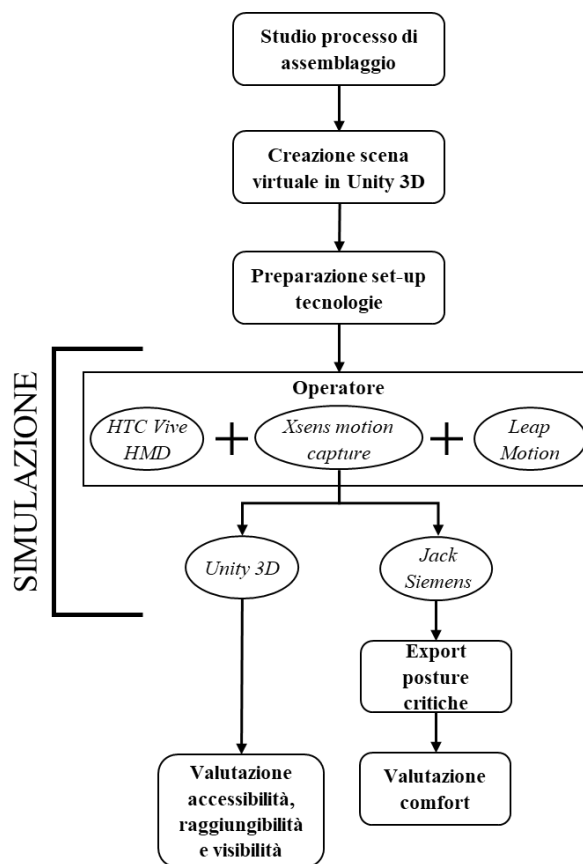 Studio processo di
assemblaggio
Creazione scena
virtuale in Unity 3D
Preparazione set-up
tecnologie
SIMULAZIONE
Operatore
HTC Vive
HMD
+
Xsens motion
capture
+
Leap
Motion
Unity 3D
Jack
Siemens
Export
posture
critiche
Valutazione
accessibilità,
raggiungibilità
e visibilità
Valutazione
comfort